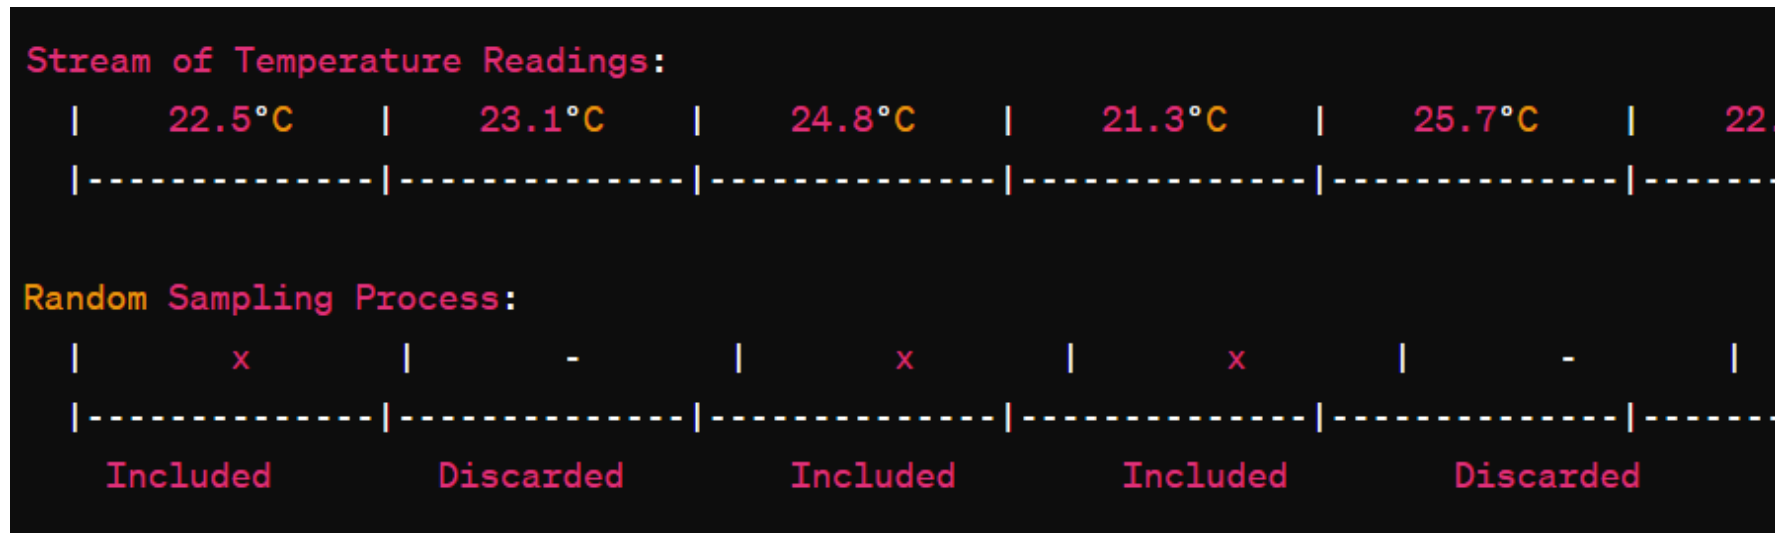 Stream of Temperature Readings:
| 22.5°C | 23.1°C | 24.8°C | 21.3°C | 25.7°C | 22.
|--------------|--------------|--------------|--------------|--------------|-------
Random Sampling Process:
| x | - | x | x | - |
|--------------|--------------|--------------|--------------|--------------|-------
Included Discarded Included Included Discarded